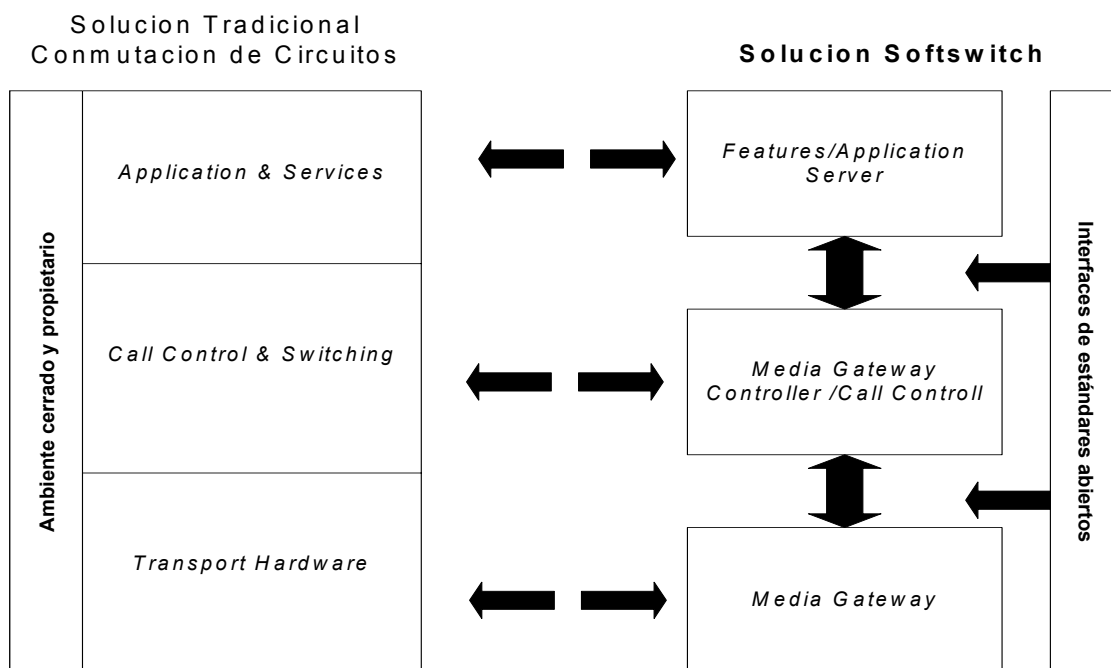 Solucion Tradicional
Conmutacion de Circuitos
Solucion Softswitch
Ambiente cerrado y propietario
Application & Services
Call Control & Switching
Transport Hardware
Features/Application
Server
Media Gateway
Controller /Call Controll
Media Gateway
Interfaces de estándares abiertos